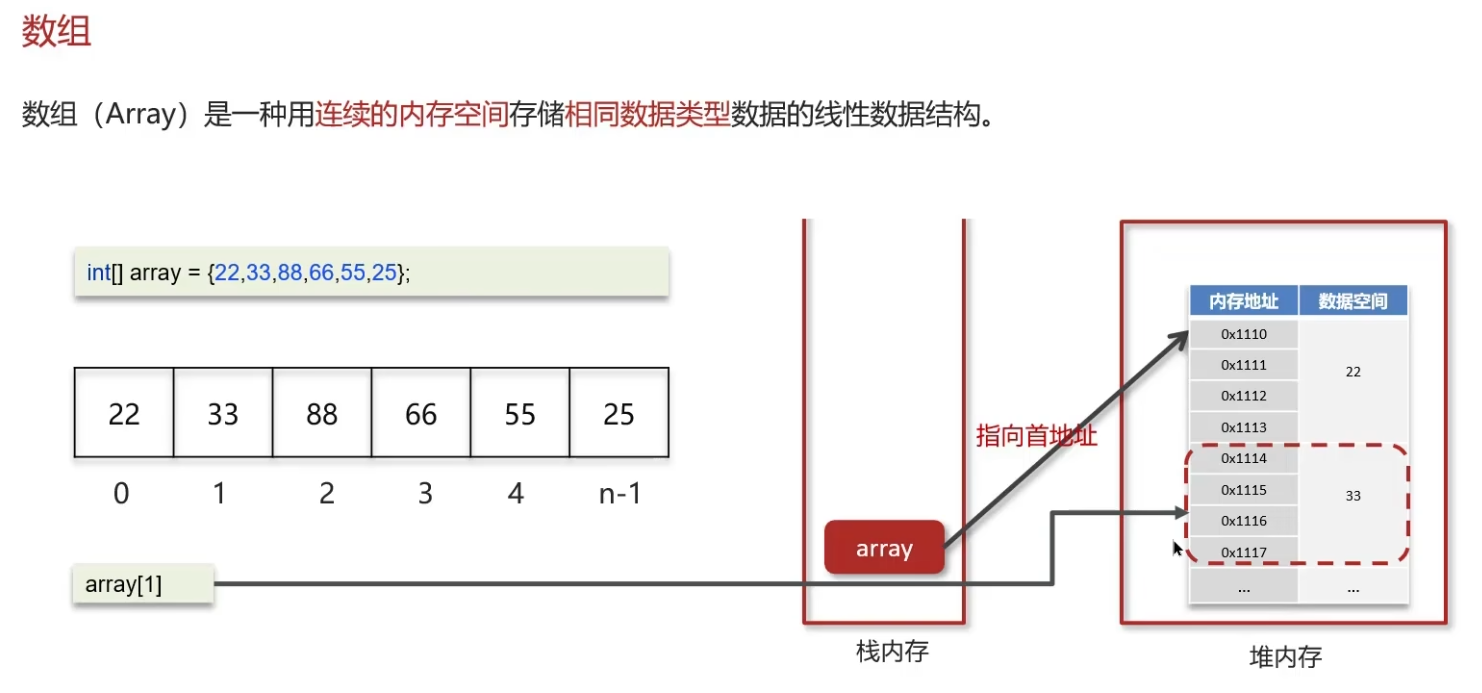 数组
数组（Array）是一种用连续的内存空间存储相同数据类型数据的线性数据结构。
int[] array = {22,33,88,66,55,25};
22 33 88 66 55 25
0 1 2 3 4 n-1
array[1]
array
栈内存
指向首地址
内存地址 数据空间
0x1110
0x1111
22
0x1112
0x1113
0x1114
0x1115
33
0x1116
0x1117
... ...
堆内存